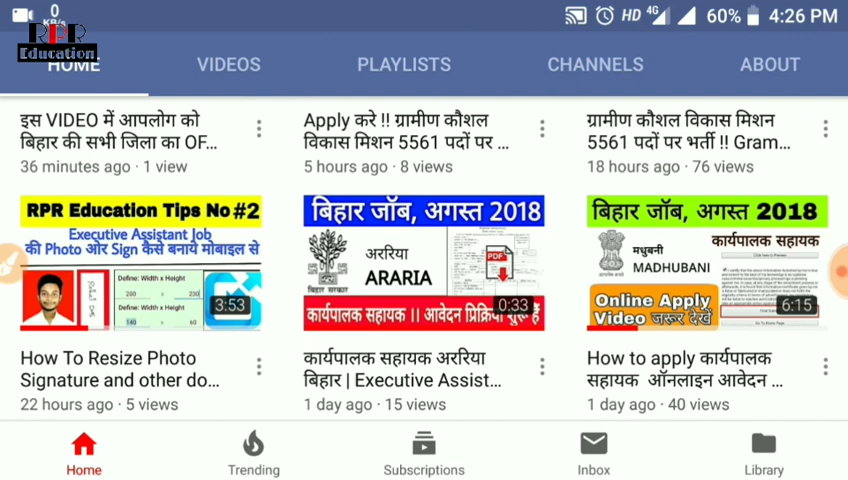 0
KB/s
HD 4G 60% 4:26 PM
RPR
Education
HOME VIDEOS PLAYLISTS CHANNELS ABOUT
इस VIDEO में आपलोग को
बिहार की सभी जिला का OF...
36 minutes ago · 1 view
Apply करे !! ग्रामीण कौशल
विकास मिशन 5561 पदों पर ...
5 hours ago · 8 views
ग्रामीण कौशल विकास मिशन
5561 पदों पर भर्ती !! Gram...
18 hours ago · 76 views
RPR Education Tips No #2
Executive Assistant Job
की Photo ओर Sign कैसे बनाये मोबाइल से
Define: Width x Height
200 x 230
Define: Width x Height
140 x 60
3:53
बिहार जॉब, अगस्त 2018
अररिया
ARARIA
बिहार सरकार
PDF
0:33
कार्यपालक सहायक ।। आवेदन प्रिक्रिया शुरू हैं
बिहार जॉब, अगस्त 2018
कार्यपालक सहायक
मधुबनी
MADHUBANI
Online Apply
Video जरूर देखें
6:15
How To Resize Photo
Signature and other do...
22 hours ago · 5 views
कार्यपालक सहायक अररिया
बिहार | Executive Assist...
1 day ago · 15 views
How to apply कार्यपालक
सहायक ऑनलाइन आवेदन ...
1 day ago · 40 views
Home Trending Subscriptions Inbox Library